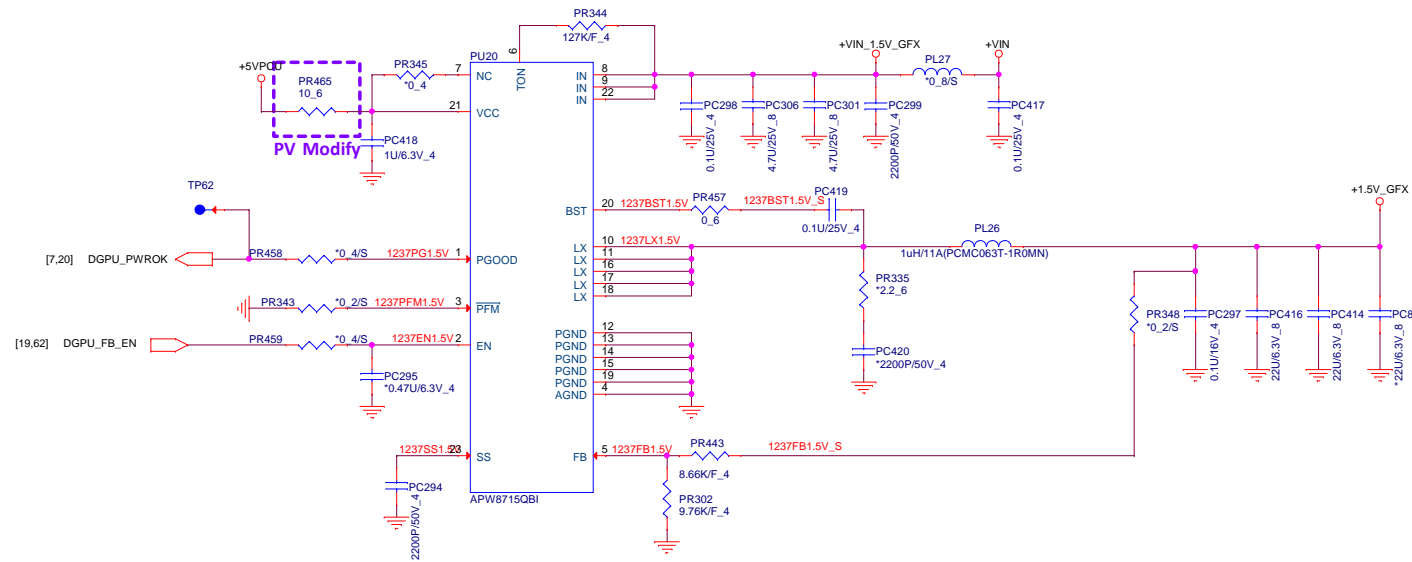 PR344
127K/F_4
PU20
6
TON
+5VPCU
PR465
10_6
PV Modify
PR345
*0_4
7
NC
21
VCC
PC418
1U/6.3V_4
IN
IN
IN
8
9
22
+VIN_1.5V_GFX
PL27
*0_8/S
+VIN
PC298
0.1U/25V_4
PC306
4.7U/25V_8
PC301
4.7U/25V_8
PC299
2200P/50V_4
PC417
0.1U/25V_4
TP62
BST
20
1237BST1.5V
PR457
0_6
1237BST1.5V_S
PC419
0.1U/25V_4
+1.5V_GFX
[7,20]
DGPU_PWROK
PR458
*0_4/S
1237PG1.5V
1
PGOOD
LX
LX
LX
LX
LX
10
11
16
17
18
1237LX1.5V
PL26
1uH/11A(PCMC063T-1R0MN)
PR343
*0_2/S
1237PFM1.5V
3
PFM
PR335
*2.2_6
PR348
*0_2/S
PC297
0.1U/16V_4
PC416
22U/6.3V_8
PC414
22U/6.3V_8
PC8
*22U/6.3V_8
[19,62]
DGPU_FB_EN
PR459
*0_4/S
1237EN1.5V
2
EN
PC295
*0.47U/6.3V_4
PGND
PGND
PGND
PGND
PGND
AGND
12
13
14
15
19
4
PC420
*2200P/50V_4
1237SS1.5V
23
SS
PC294
2200P/50V_4
FB
5
1237FB1.5V
PR443
8.66K/F_4
1237FB1.5V_S
PR302
9.76K/F_4
APW8715QBI